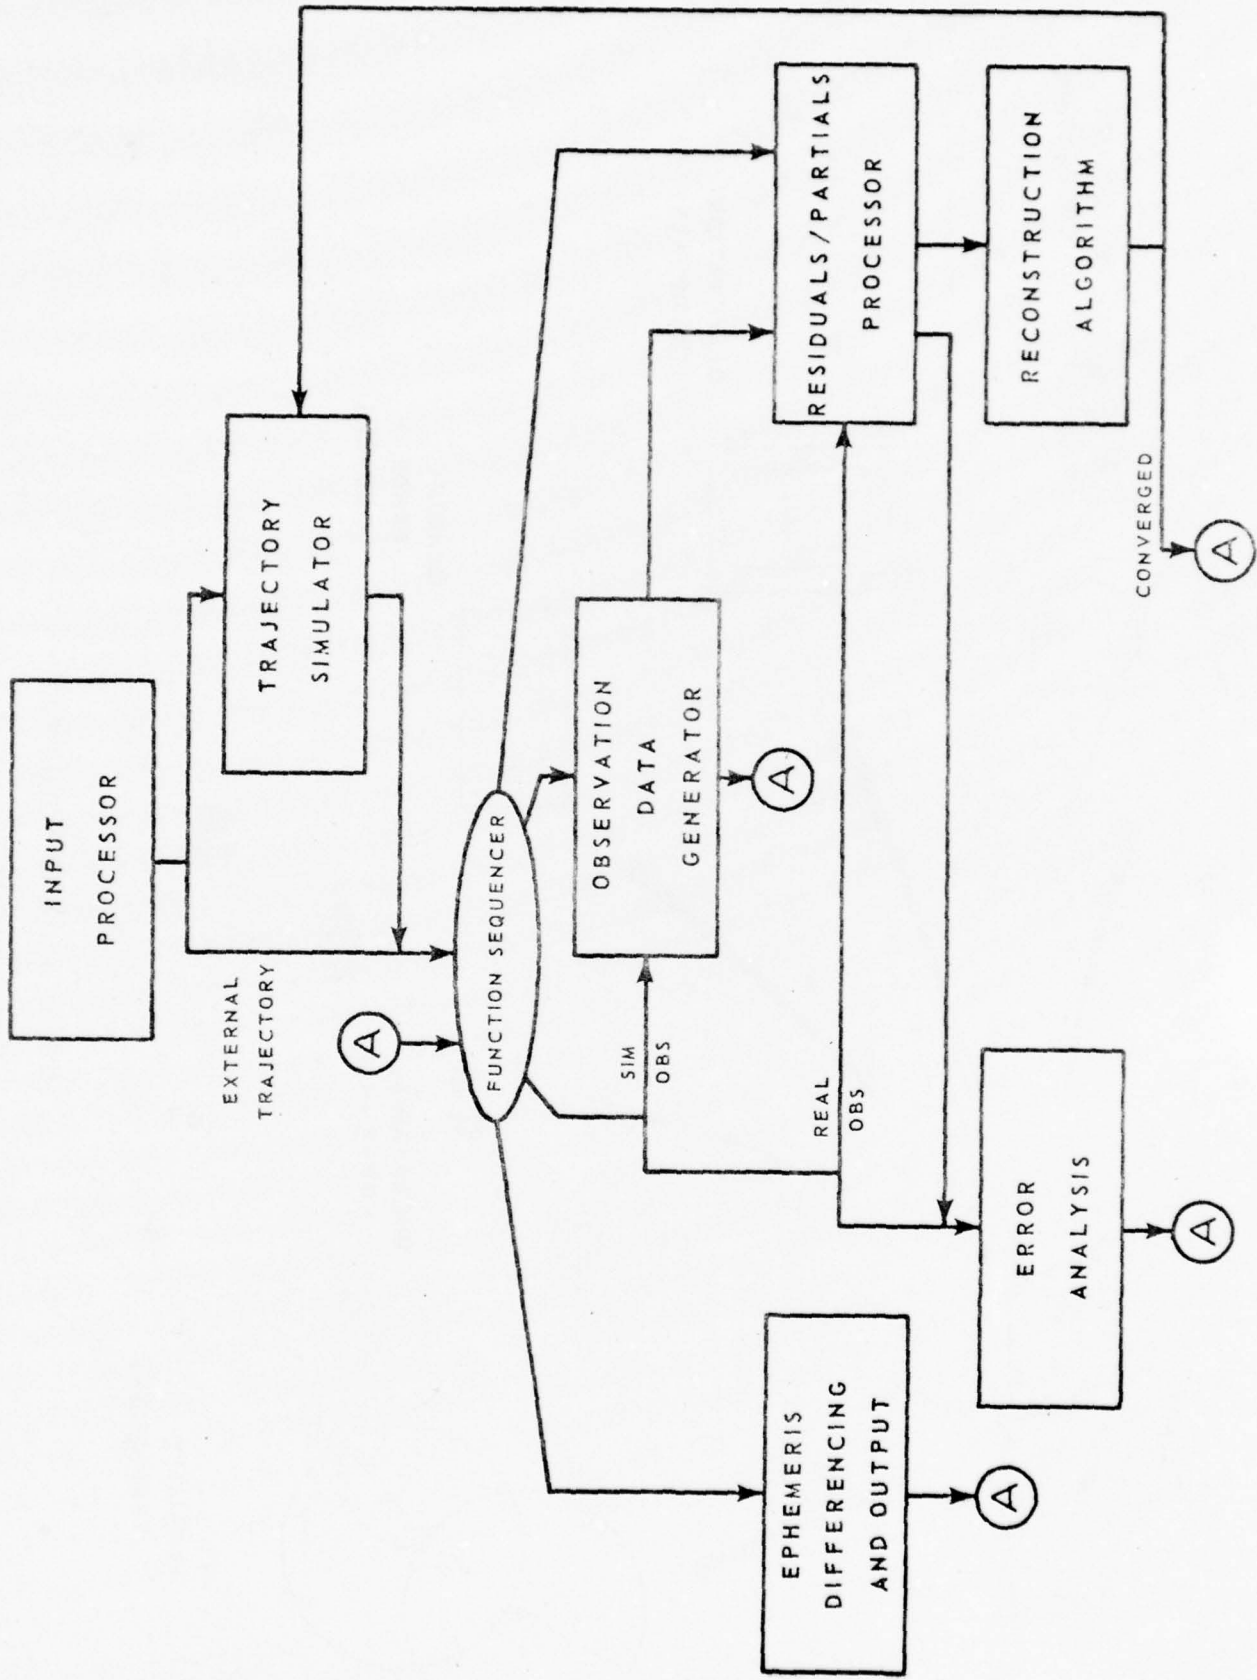 INPUT
PROCESSOR
EXTERNAL
TRAJECTORY
TRAJECTORY
SIMULATOR
A
FUNCTION SEQUENCER
SIM
OBS
OBSERVATION
DATA
GENERATOR
A
REAL
OBS
RESIDUALS/PARTIALS
PROCESSOR
EPHEMERIS
DIFFERENCING
AND OUTPUT
A
ERROR
ANALYSIS
A
RECONSTRUCTION
ALGORITHM
CONVERGED
A